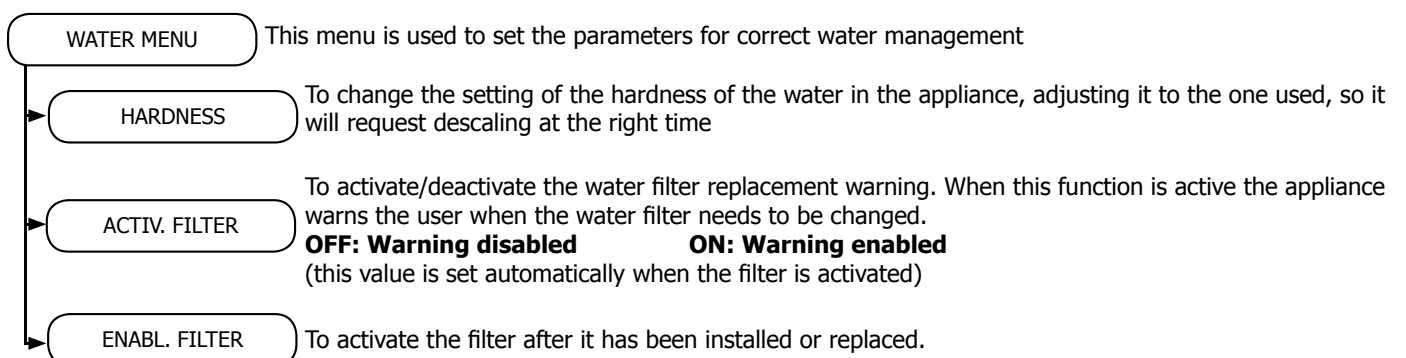 WATER MENU This menu is used to set the parameters for correct water management
HARDNESS
To change the setting of the hardness of the water in the appliance, adjusting it to the one used, so it
will request descaling at the right time
ACTIV. FILTER
To activate/deactivate the water filter replacement warning. When this function is active the appliance
warns the user when the water filter needs to be changed.
OFF: Warning disabled ON: Warning enabled
(this value is set automatically when the filter is activated)
ENABL. FILTER To activate the filter after it has been installed or replaced.